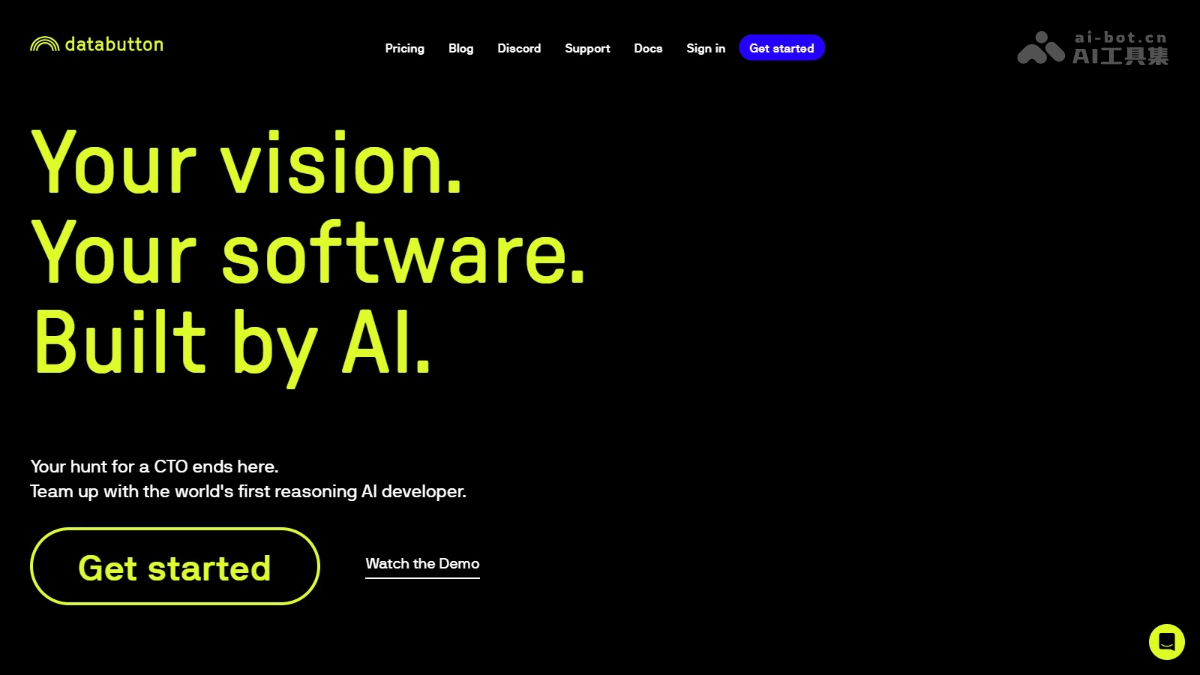 databutton
Pricing Blog Discord Support Docs Sign in Get started
ai-bot.cn
AI工具集
Your vision.
Your software.
Built by AI.
Your hunt for a CTO ends here.
Team up with the world's first reasoning AI developer.
Get started
Watch the Demo